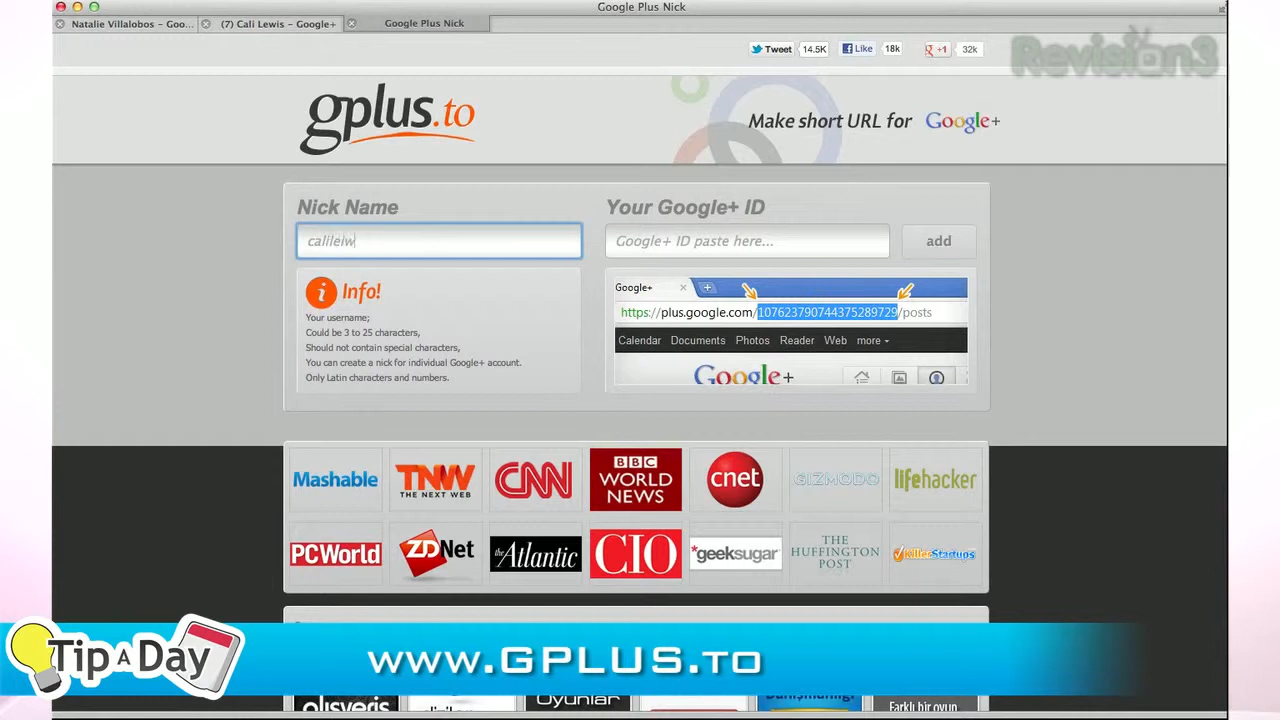 Google Plus Nick
Natalie Villalobos – Goo...
(7) Cali Lewis – Google+
Google Plus Nick
Tweet 14.5K Like 18k +1 32k
Revision3
gplus.to
Make short URL for Google+
Nick Name
Your Google+ ID
calileiw
Google+ ID paste here...
add
Info!
Your username;
Could be 3 to 25 characters,
Should not contain special characters,
You can create a nick for individual Google+ account.
Only Latin characters and numbers.
Google+
https://plus.google.com/107623790744375289729/posts
Calendar Documents Photos Reader Web more
Google+
Mashable
TNW
THE NEXT WEB
CNN
BBC
WORLD
NEWS
cnet
GIZMODO
lifehacker
PCWorld
ZDNet
the Atlantic
CIO
*geeksugar
THE
HUFFINGTON
POST
KillerStartups
Tip A Day
www.GPLUS.TO
alışveriş
Oyunlar
Danışmanlığı
Farklı bir oyun